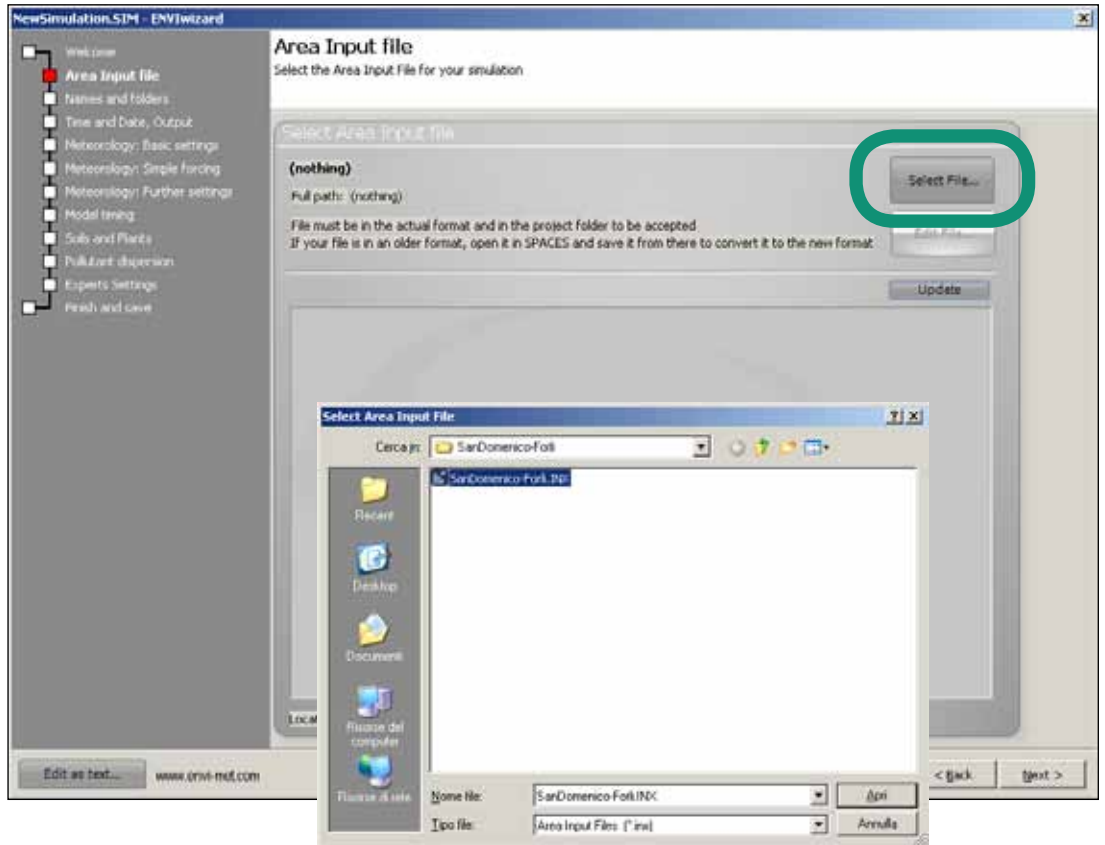 NewSimulation.SIM - ENVIwizard
Welcome
Area Input file
Names and folders
Time and Date, Output
Meteorology: Basic settings
Meteorology: Simple forcing
Meteorology: Further settings
Model timing
Soils and Plants
Pollutant dispersion
Experts Settings
Finish and save
Area Input file
Select the Area Input File for your simulation
Select Area Input file
(nothing)
Full path: (nothing)
File must be in the actual format and in the project folder to be accepted
If your file is in an older format, open it in SPACES and save it from there to convert it to the new format
Select File...
Edit File...
Update
Select Area Input File
Cerca in:
SanDomenico-Forlì
SanDomenico-Forlì.INX
Recent
Desktop
Documenti
Risorse del
computer
Risorse di rete
Nome file:
SanDomenico-Forlì.INX
Apri
Tipo file:
Area Input Files (*.inx)
Annulla
Edit as text...
www.envi-met.com
< Back
Next >